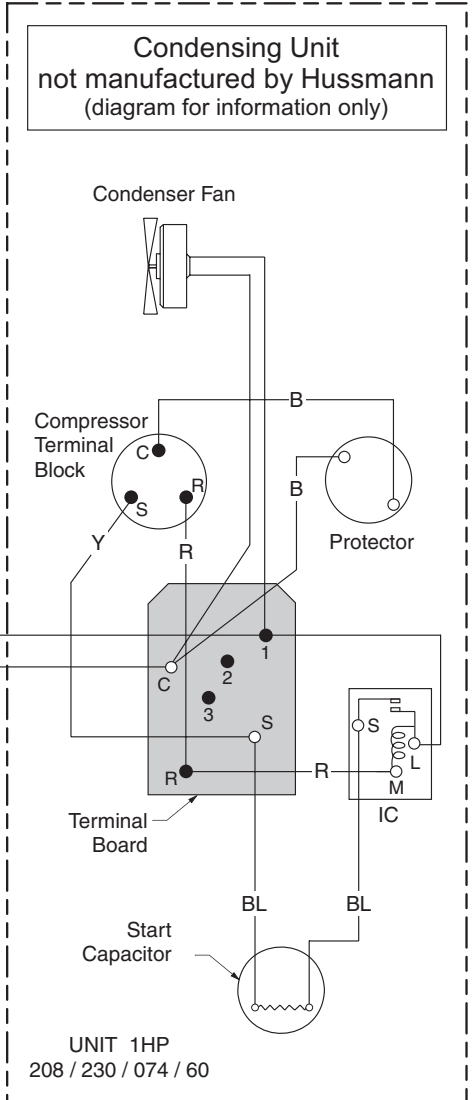 Condensing Unit
not manufactured by Hussmann
(diagram for information only)
Condenser Fan
B
Compressor
Terminal
Block
C
R
S
B
Protector
Y
R
1
2
C
3
S
S
L
R
R
M
IC
Terminal
Board
BL
BL
Start
Capacitor
UNIT 1HP
208 / 230 / 074 / 60